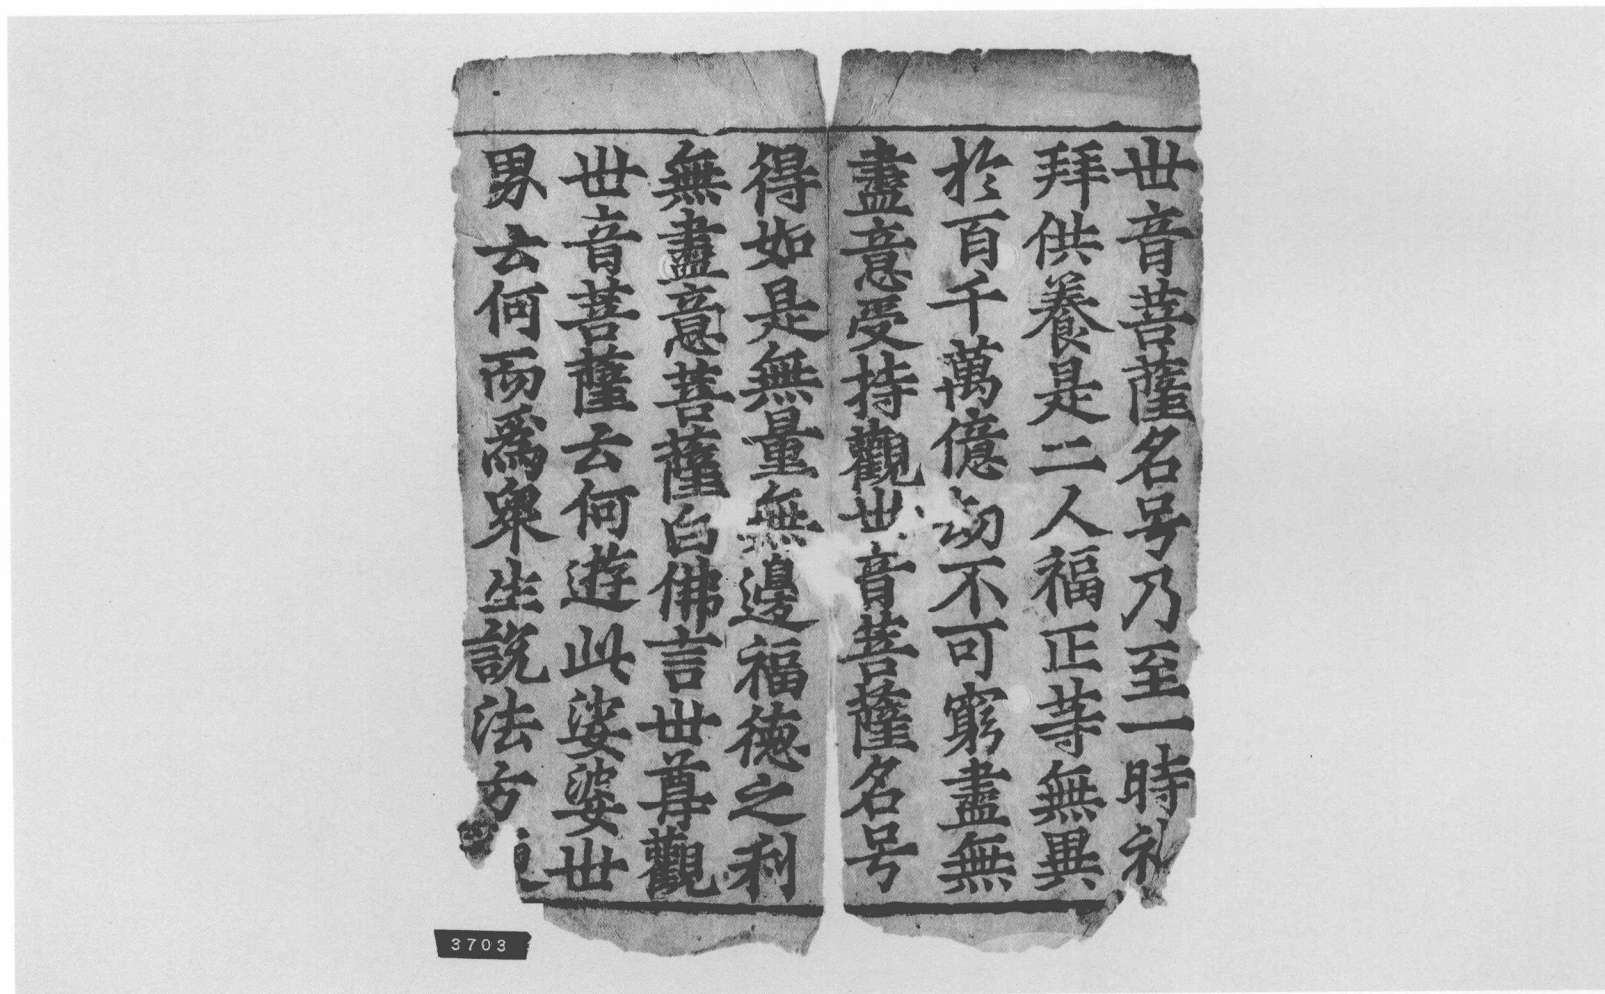 世音菩薩名号乃至一時礼
拜供養是二人福正等無異
於百千萬億劫不可窮盡無
盡意受持觀世音菩薩名号
得如是無量無邊福德之利
無盡意菩薩白佛言世尊觀
世音菩薩云何遊此娑婆世
界云何而爲衆生説法方
3703